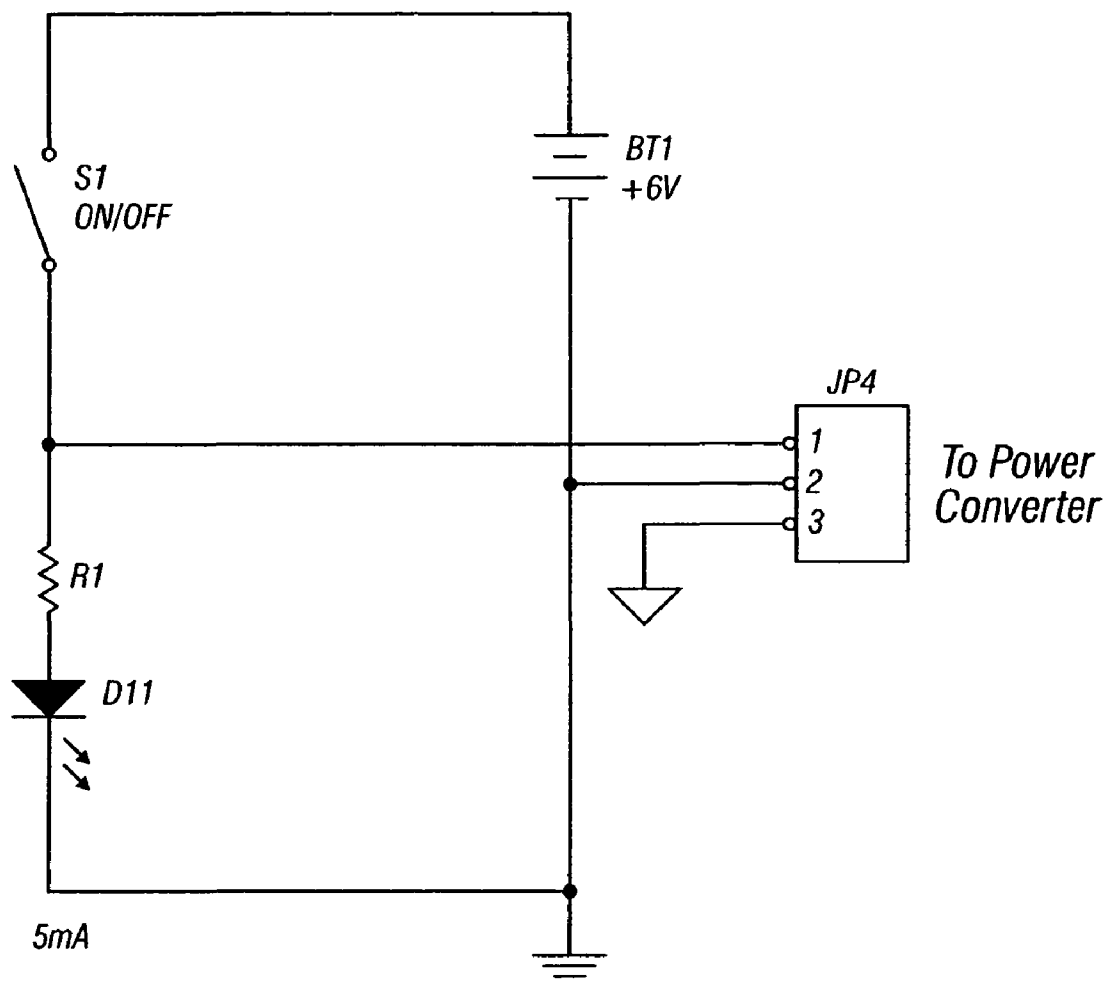 S1
ON/OFF
BT1
+6V
JP4
1
2
3
To Power
Converter
R1
D11
5mA